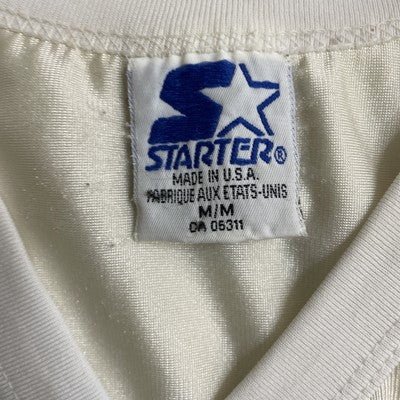 STARTER®
MADE IN U.S.A.
FABRIQUE AUX ETATS-UNIS
M/M
CA 05311